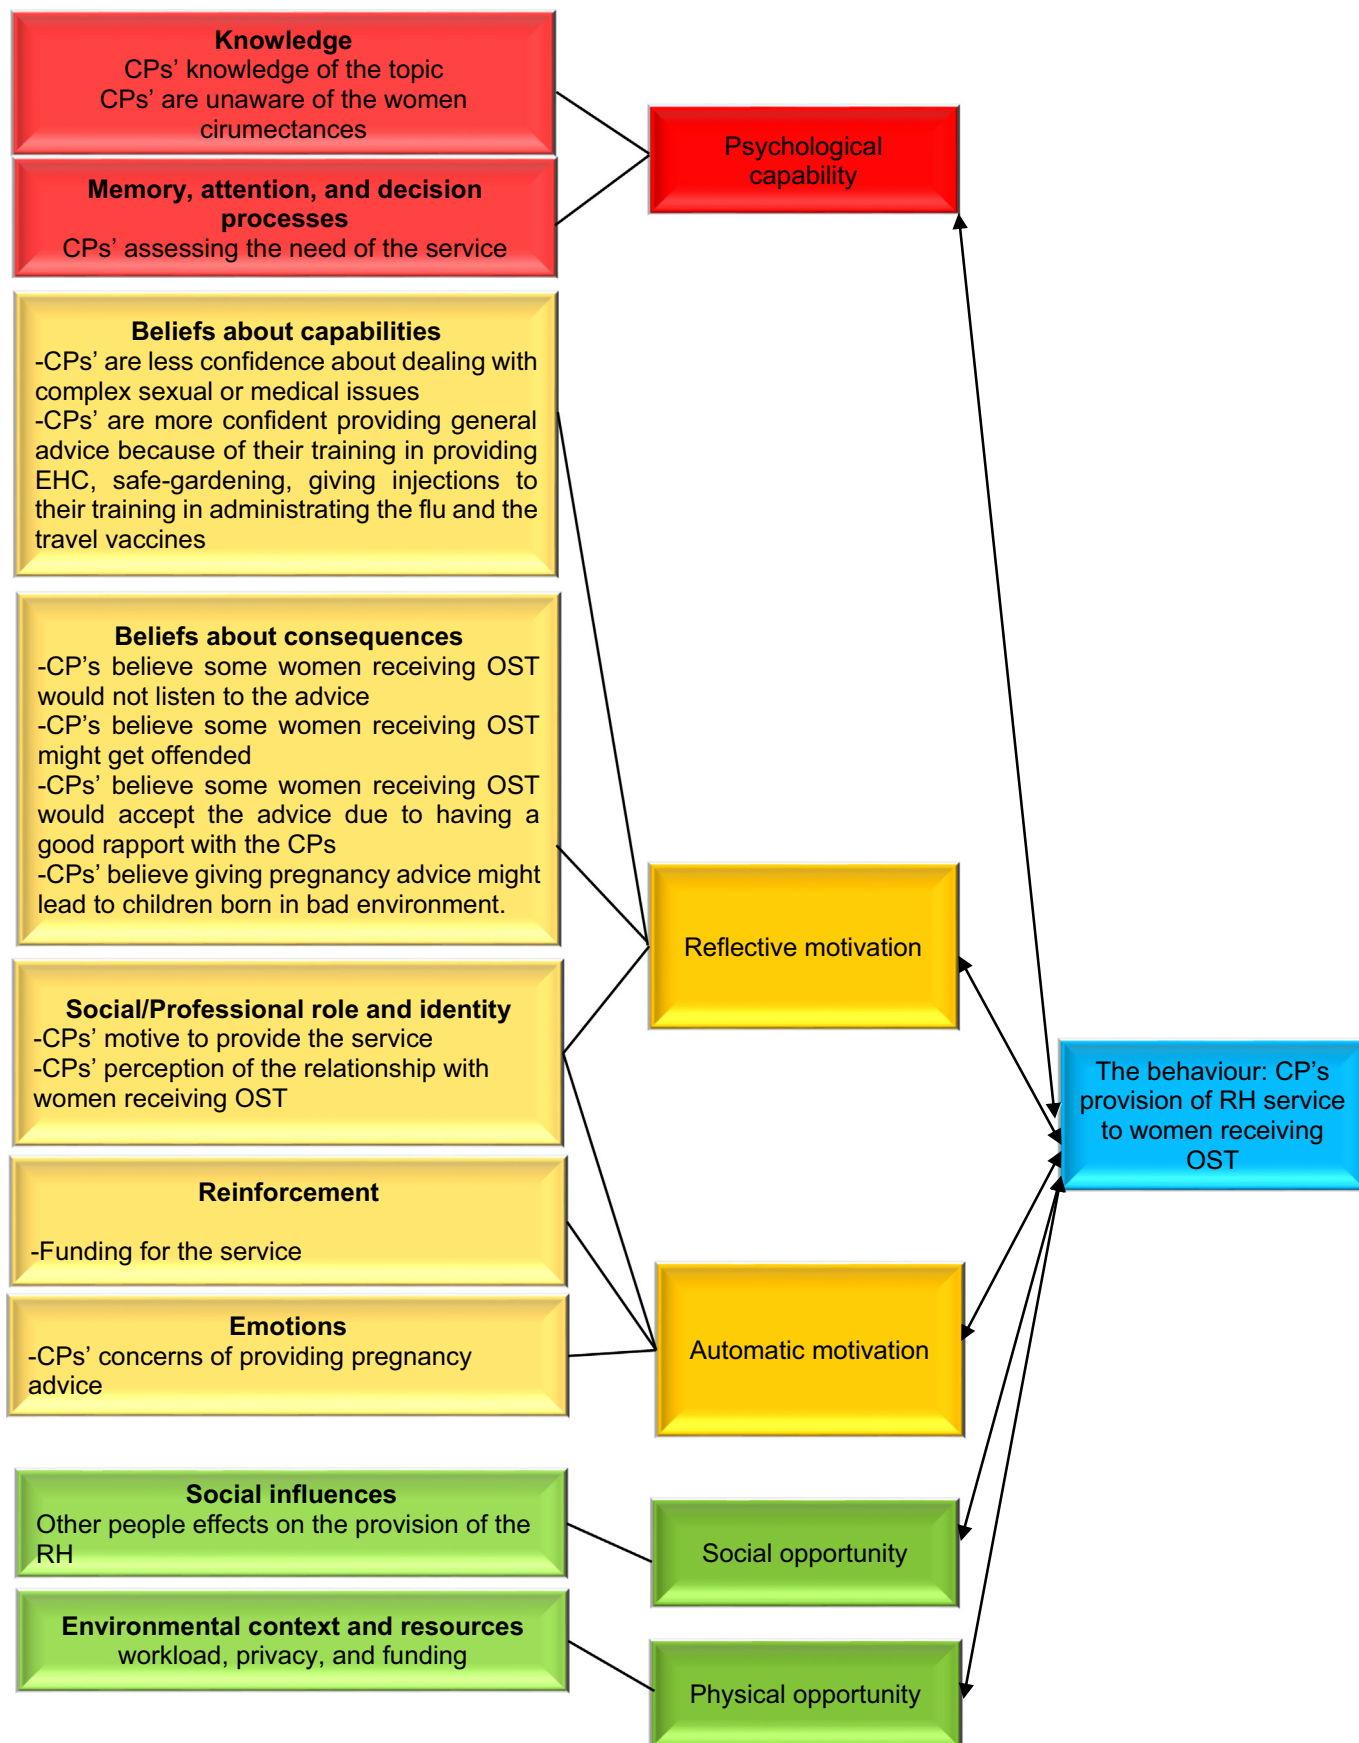 Knowledge
CPs’ knowledge of the topic
CPs’ are unaware of the women
cirumectances
Memory, attention, and decision
processes
CPs’ assessing the need of the service
Psychological
capability
Beliefs about capabilities
-CPs’ are less confidence about dealing with
complex sexual or medical issues
-CPs’ are more confident providing general
advice because of their training in providing
EHC, safe-gardening, giving injections to
their training in administrating the flu and the
travel vaccines
Beliefs about consequences
-CP’s believe some women receiving OST
would not listen to the advice
-CP’s believe some women receiving OST
might get offended
-CPs’ believe some women receiving OST
would accept the advice due to having a
good rapport with the CPs
-CPs’ believe giving pregnancy advice might
lead to children born in bad environment.
Reflective motivation
Social/Professional role and identity
-CPs’ motive to provide the service
-CPs’ perception of the relationship with
women receiving OST
The behaviour: CP’s
provision of RH service
to women receiving
OST
Reinforcement
-Funding for the service
Emotions
-CPs’ concerns of providing pregnancy
advice
Automatic motivation
Social influences
Other people effects on the provision of the
RH
Social opportunity
Environmental context and resources
workload, privacy, and funding
Physical opportunity